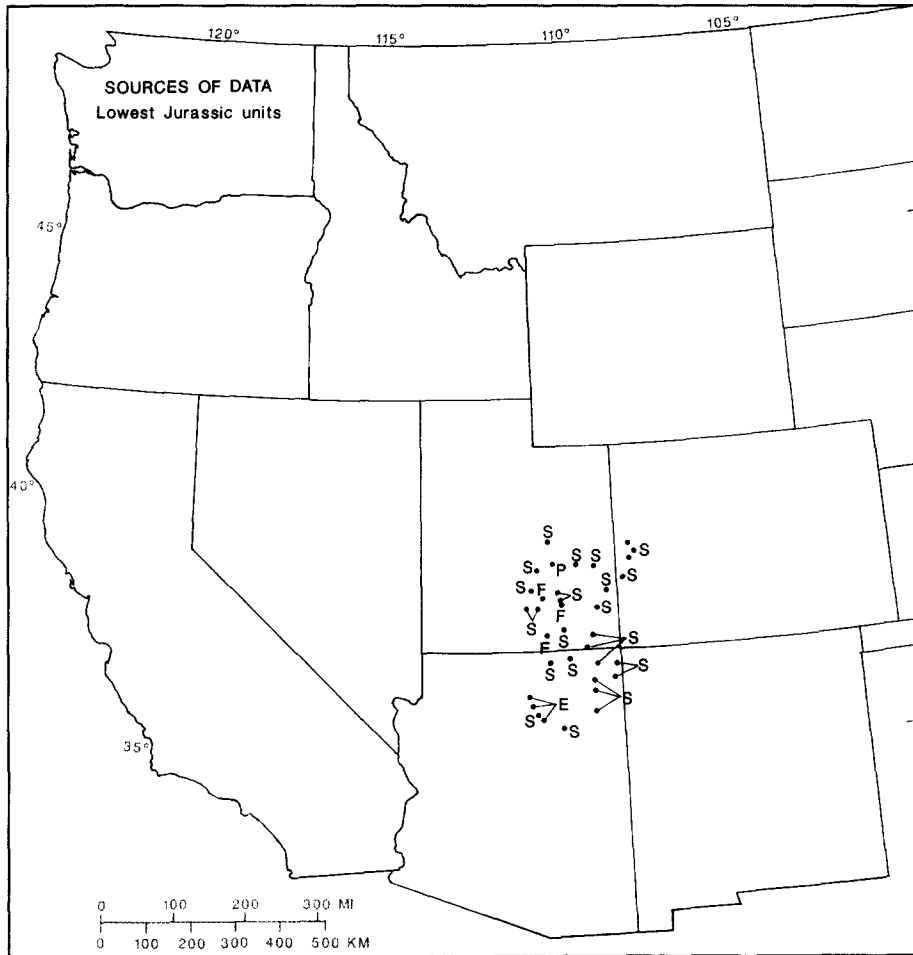 120° 115° 110° 105°
SOURCES OF DATA
Lowest Jurassic units
45°
40°
S
S S S S
S P
S
S F S S
F S
S
S S
F
S S S
E S
S S
35°
0 100 200 300 MI
0 100 200 300 400 500 KM